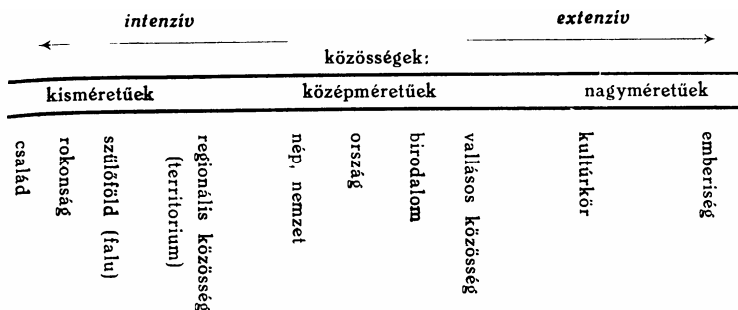 intenzív extenzív
közösségek:
kisméretűek középméretűek nagyméretűek
család
rokonság
szülőföld (falu)
regionális közösség
(territorium)
nép, nemzet
ország
birodalom
vallásos közösség
kultúrkör
emberiség